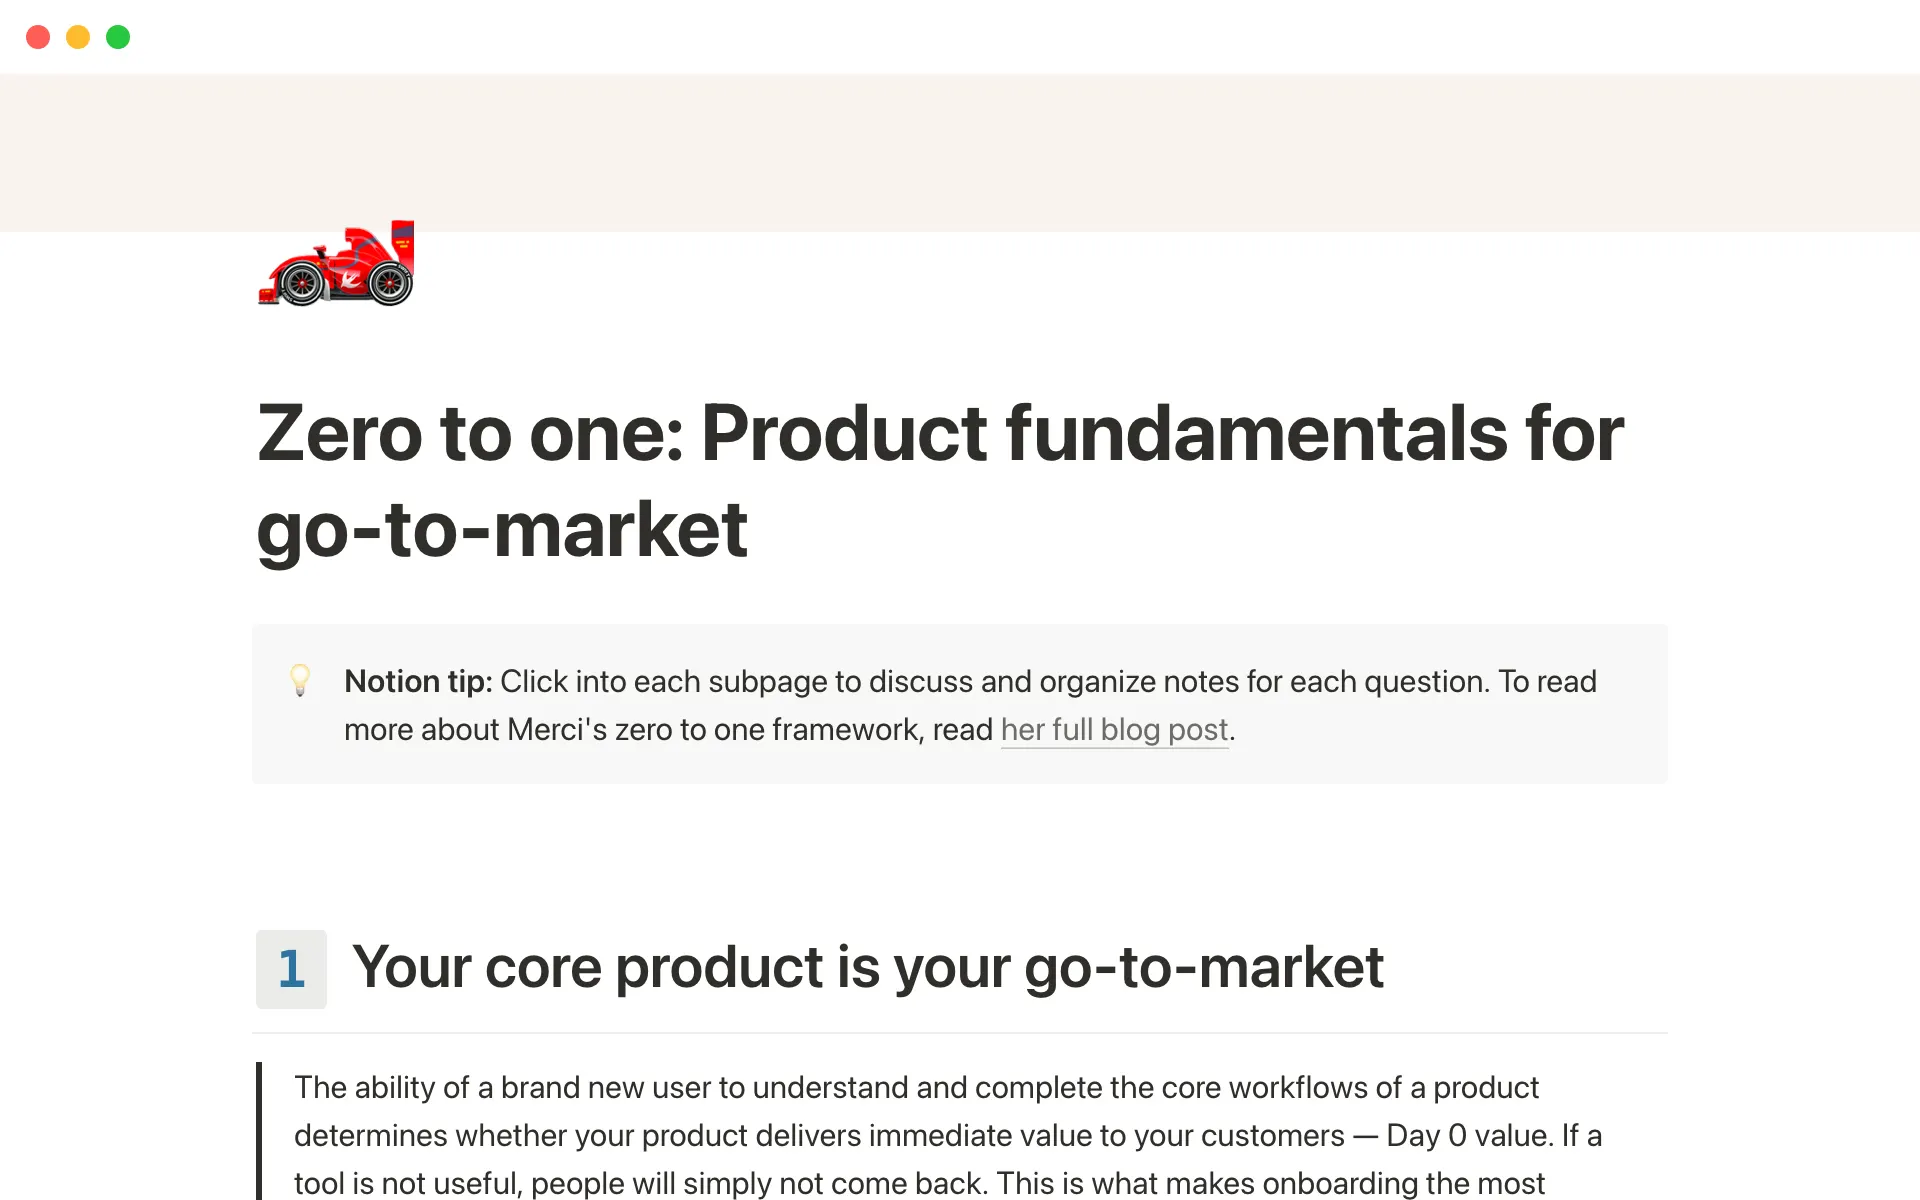 Zero to one: Product fundamentals for
go-to-market
Notion tip: Click into each subpage to discuss and organize notes for each question. To read
more about Merci's zero to one framework, read her full blog post.
1 Your core product is your go-to-market
The ability of a brand new user to understand and complete the core workflows of a product
determines whether your product delivers immediate value to your customers — Day 0 value. If a
tool is not useful, people will simply not come back. This is what makes onboarding the most